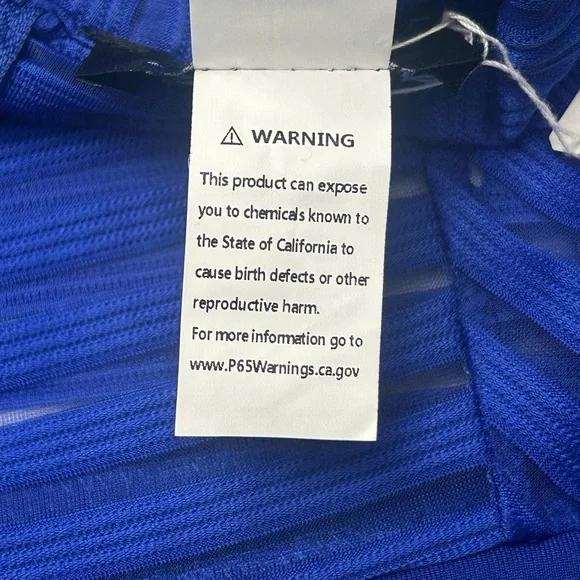 ⚠ WARNING
This product can expose
you to chemicals known to
the State of California to
cause birth defects or other
reproductive harm.
For more information go to
www.P65Warnings.ca.gov